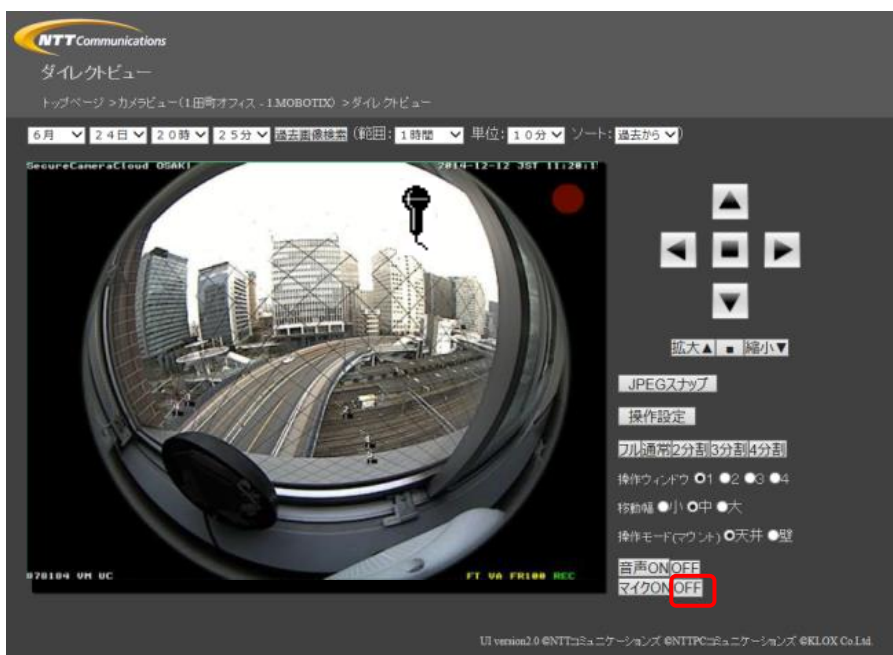 NTT Communications
ダイレクトビュー
トップページ >カメラビュー(1.田町オフィス - 1.MOBOTIX) >ダイレクトビュー
6月 24日 20時 25分 過去画像検索 (範囲: 1時間 単位: 10分 ソート: 過去から)
SecureCameraCloud OSAKI 2014-12-12 JST 11:20:1
拡大▲ ■ 縮小▼
JPEGスナップ
操作設定
フル通常2分割3分割4分割
操作ウィンドウ 1 2 3 4
移動幅 小 中 大
操作モード(マウント) 天井 壁
音声ON OFF
マイクON OFF
#78104 VM UC FT VA FR100 REC
UI version2.0 ©NTTコミュニケーションズ ©NTTPCコミュニケーションズ ©KLOX Co.Ltd.